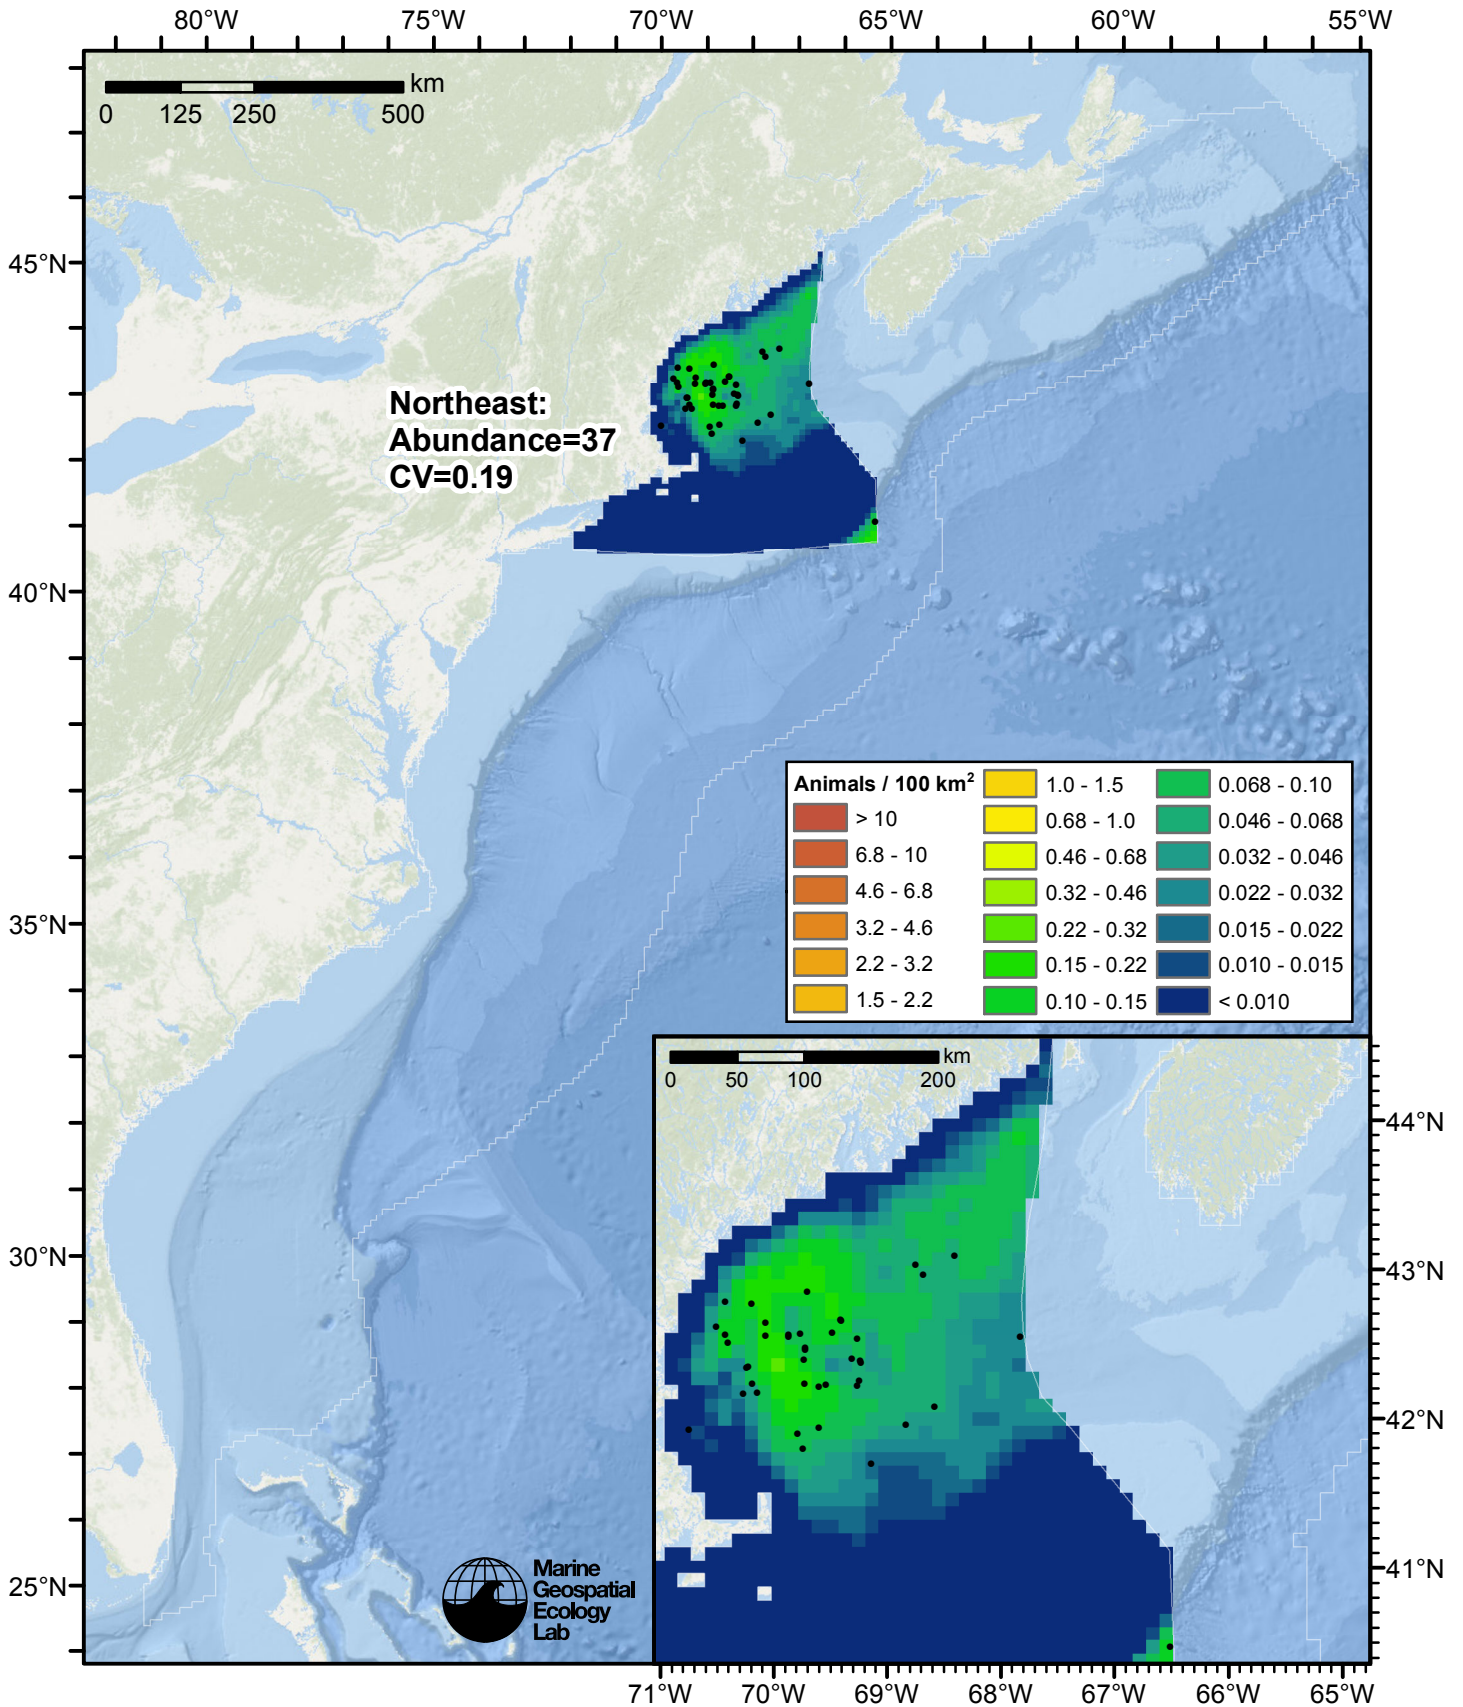 80°W 75°W 70°W 65°W 60°W 55°W
km
0 125 250 500
45°N
40°N
35°N
30°N
25°N
Northeast:
Abundance=37
CV=0.19
Animals / 100 km²
> 10
6.8 - 10
4.6 - 6.8
3.2 - 4.6
2.2 - 3.2
1.5 - 2.2
1.0 - 1.5
0.68 - 1.0
0.46 - 0.68
0.32 - 0.46
0.22 - 0.32
0.15 - 0.22
0.10 - 0.15
0.068 - 0.10
0.046 - 0.068
0.032 - 0.046
0.022 - 0.032
0.015 - 0.022
0.010 - 0.015
< 0.010
km
0 50 100 200
44°N
43°N
42°N
41°N
Marine
Geospatial
Ecology
Lab
71°W 70°W 69°W 68°W 67°W 66°W 65°W